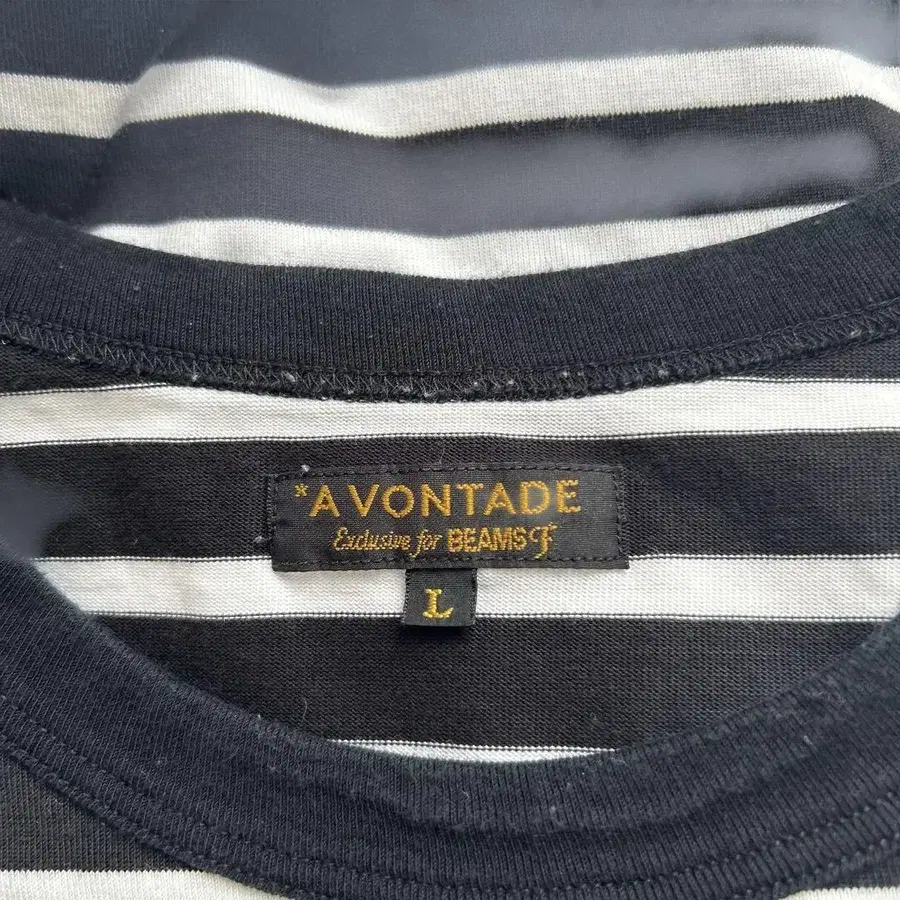 *A VONTADE
Exclusive for BEAMS F
L